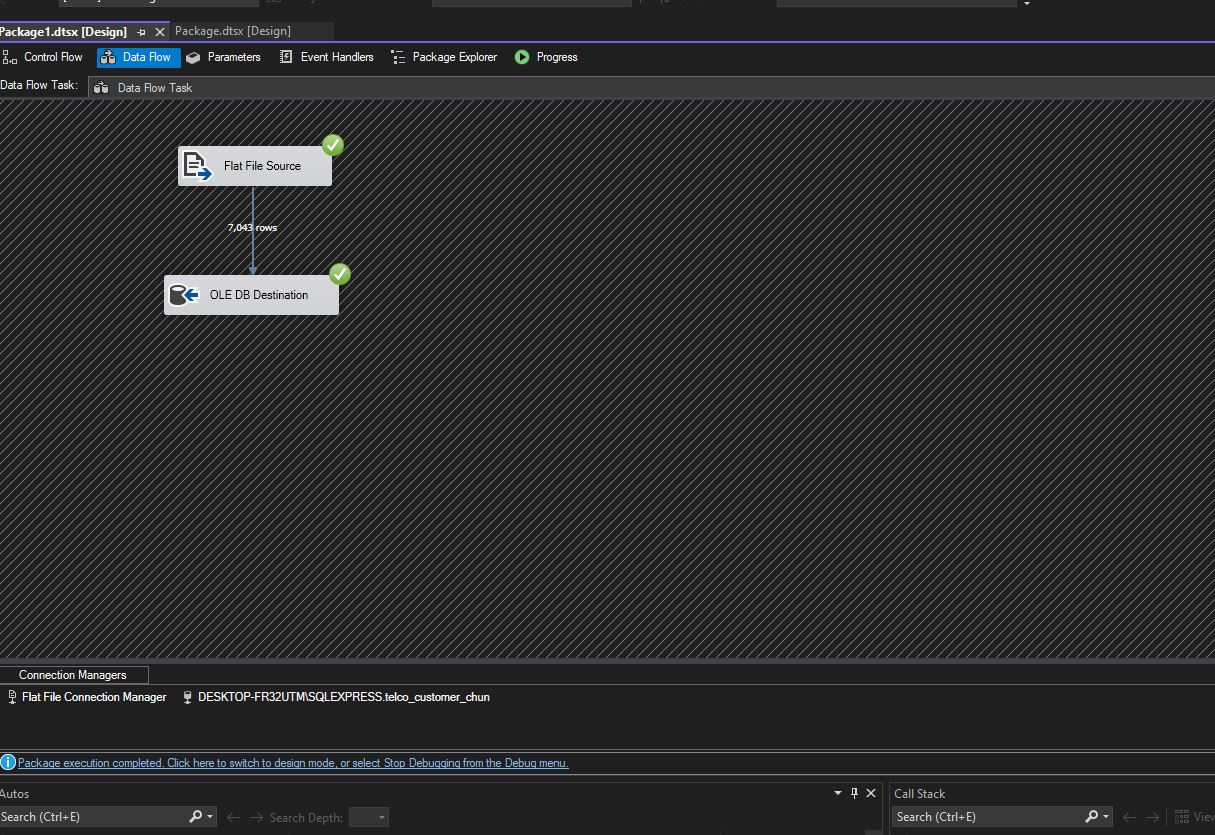 Package1.dtsx [Design] Package.dtsx [Design]
Control Flow Data Flow Parameters Event Handlers Package Explorer Progress
Data Flow Task: Data Flow Task
Flat File Source
7,043 rows
OLE DB Destination
Connection Managers
Flat File Connection Manager DESKTOP-FR32UTM\SQLEXPRESS.telco_customer_chun
Package execution completed. Click here to switch to design mode, or select Stop Debugging from the Debug menu.
Autos Call Stack
Search (Ctrl+E) Search Depth: Search (Ctrl+E)